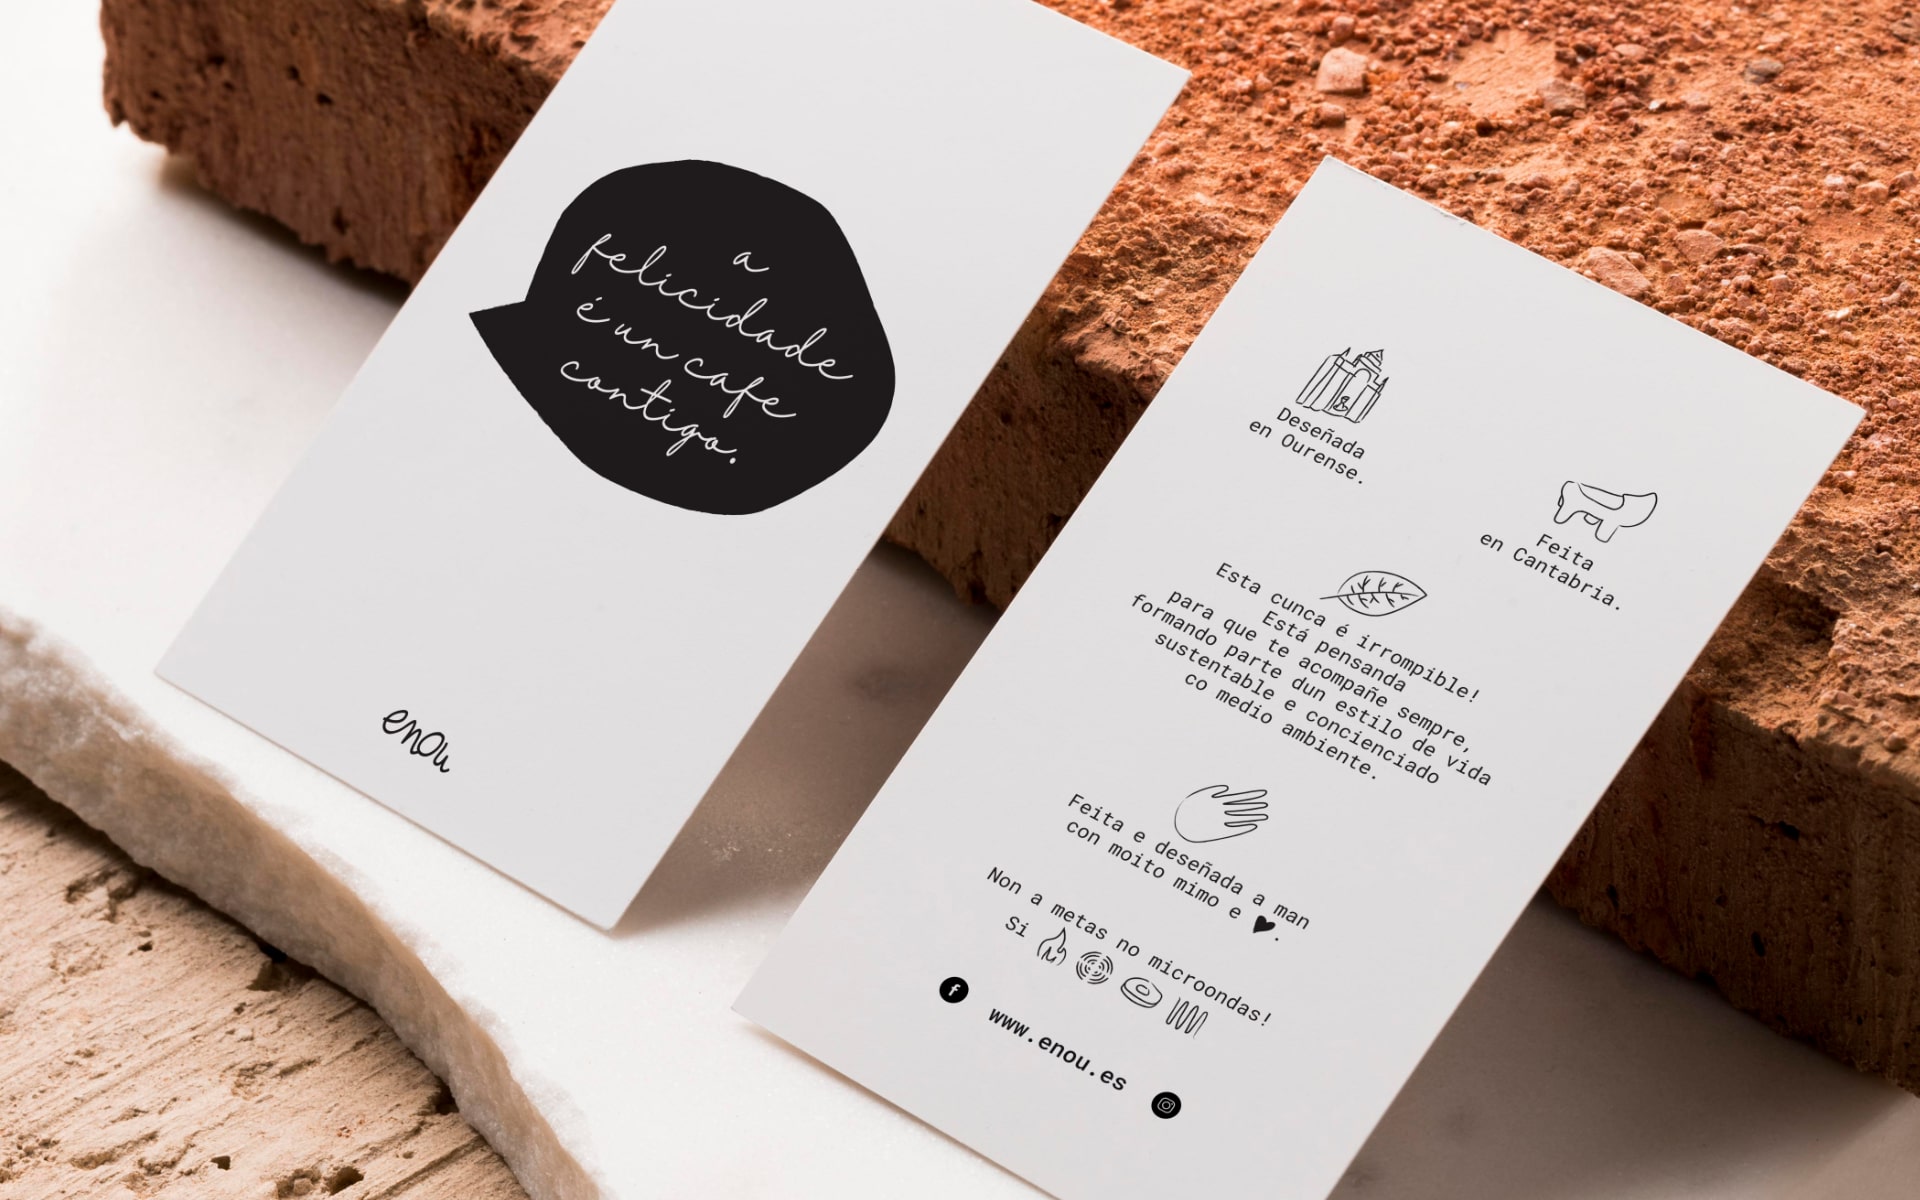 a
felicidade
é un cafe
contigo.
enou
Deseñada
en Ourense.
Feita
en Cantabria.
Esta cunca é irrompible!
Está pensanda
para que te acompañe sempre,
formando parte dun estilo de vida
sustentable e concienciado
co medio ambiente.
Feita e deseñada a man
con moito mimo e ♥.
Non a metas no microondas!
Si
www.enou.es